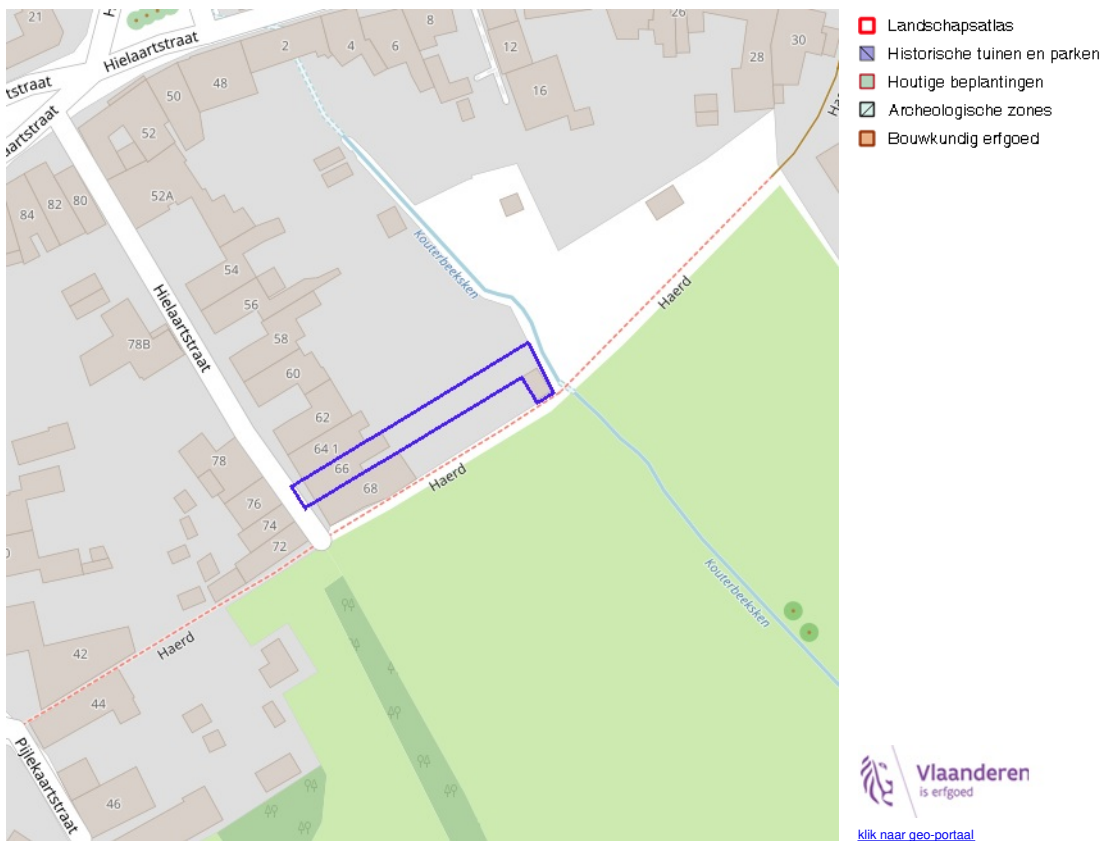 21
H
2
4
6
8
12
16
26
28
30
Ha
Hielaartstraat
tstraat
aartstraat
48
50
52
52A
84
82
80
54
56
58
60
62
64 1
66
68
Hielaartstraat
78B
78
76
74
72
Kouterbeeksken
Haerd
Haerd
Haerd
Kouterbeeksken
42
44
46
Pijlekaartstraat
Landschapsatlas
Historische tuinen en parken
Houtige beplantingen
Archeologische zones
Bouwkundig erfgoed
Vlaanderen
is erfgoed
klik naar geo-portaal